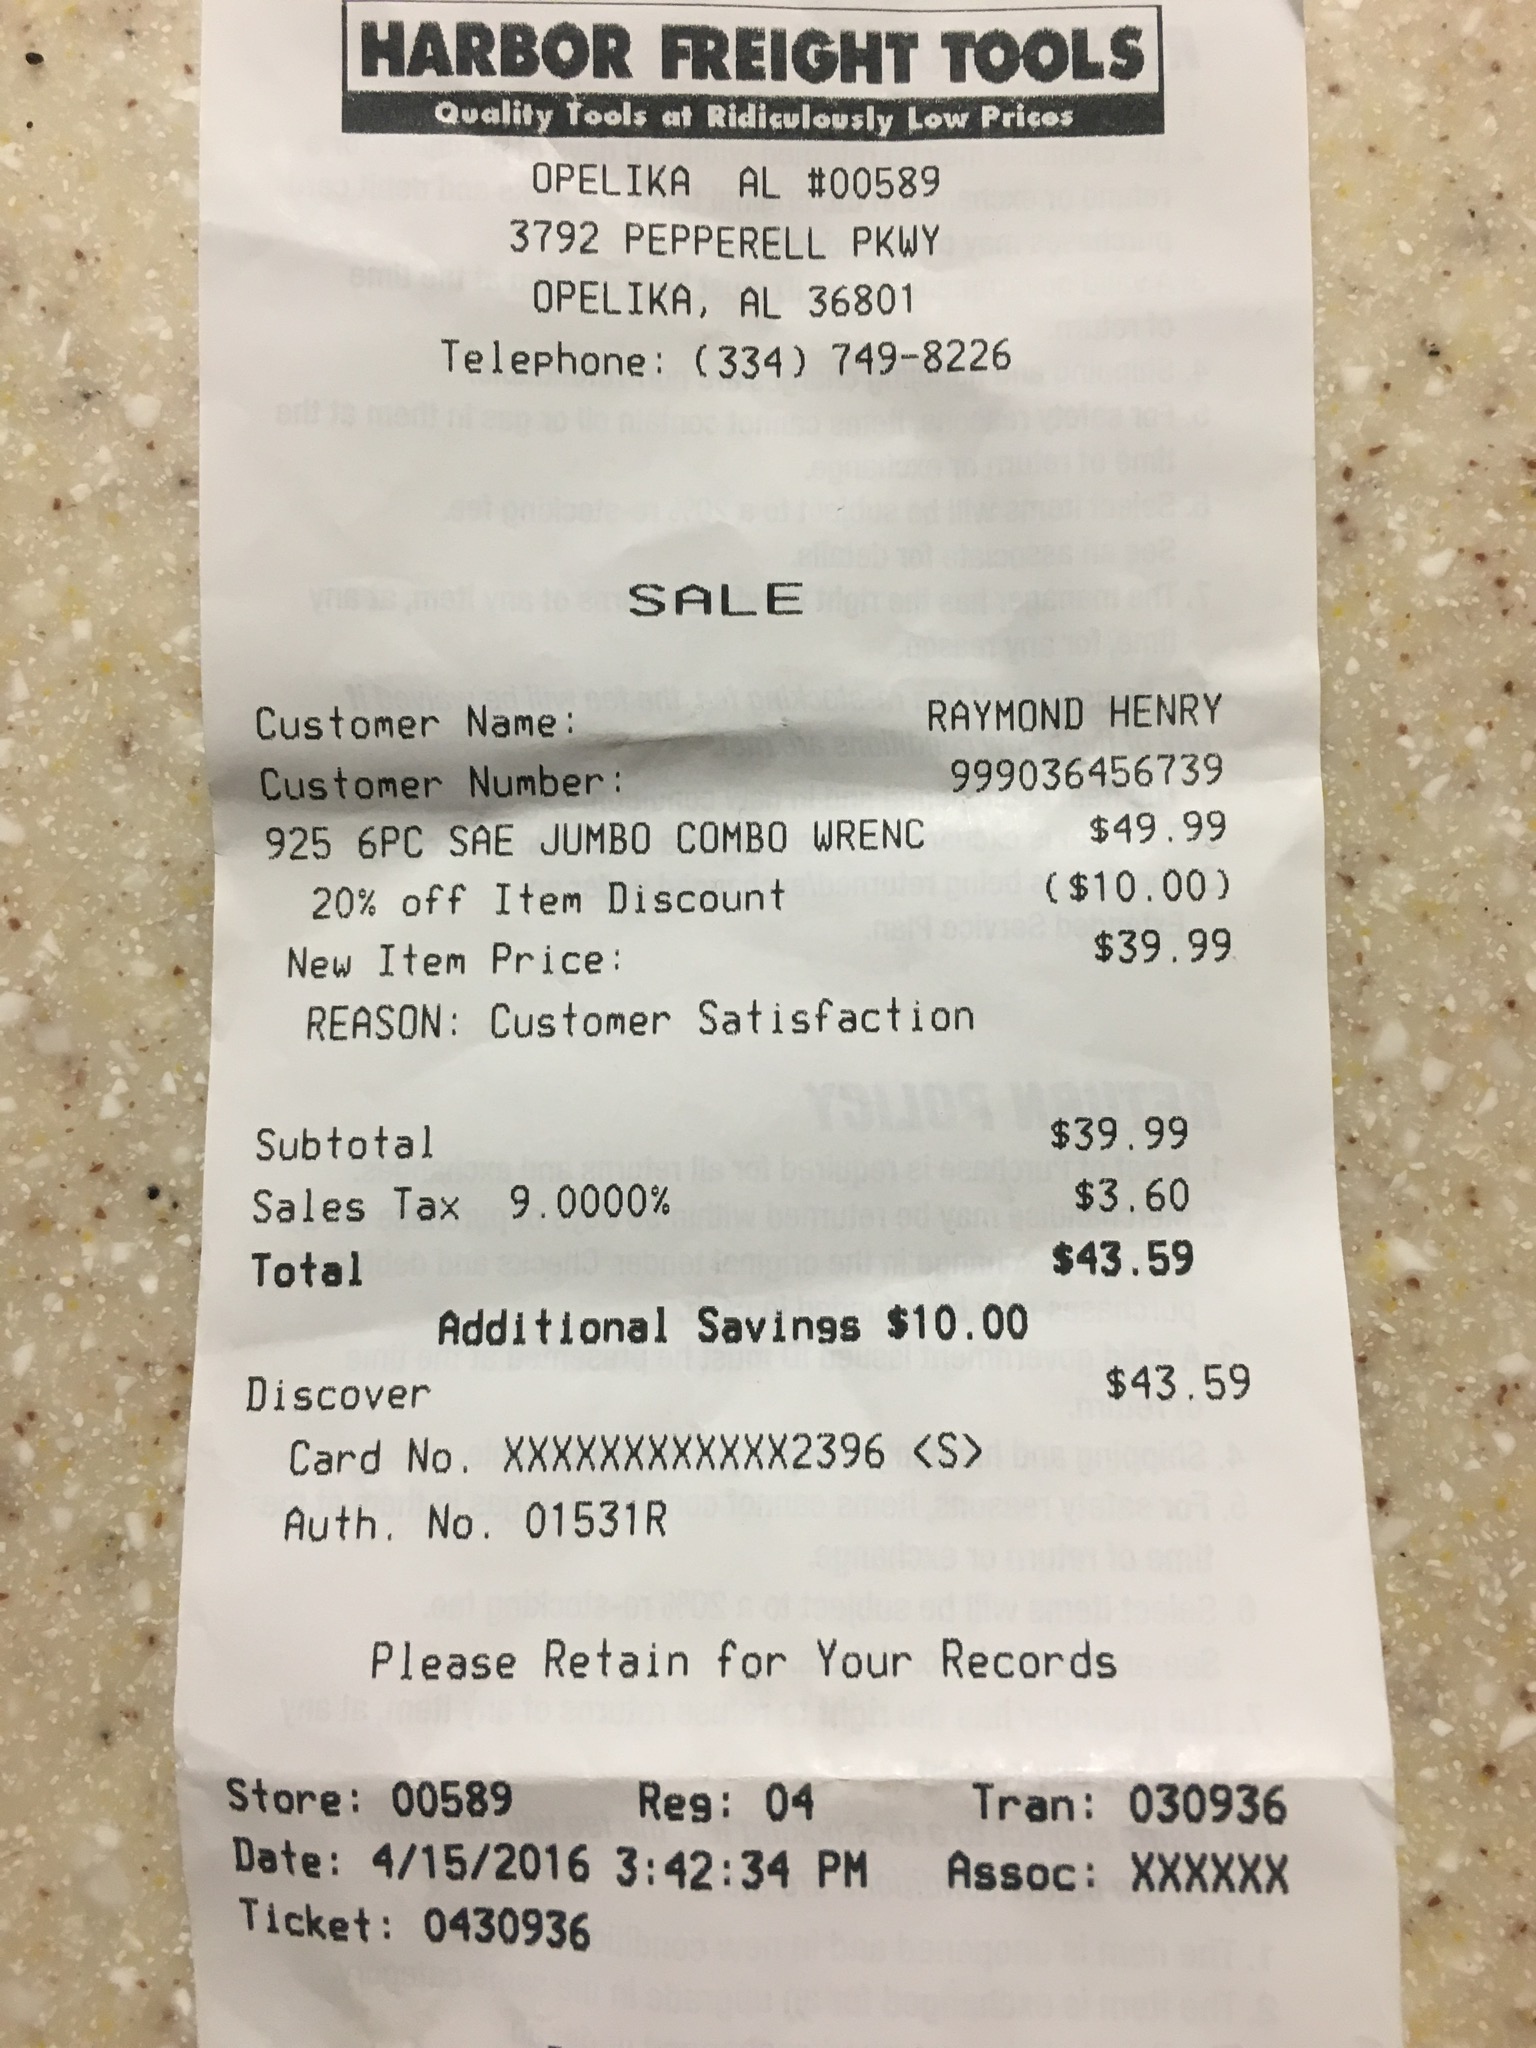 HARBOR FREIGHT TOOLS
Quality Tools at Ridiculously Low Prices
OPELIKA AL #00589
3792 PEPPERELL PKWY
OPELIKA, AL 36801
Telephone: (334) 749-8226
SALE
Customer Name: RAYMOND HENRY
Customer Number: 999036456739
925 6PC SAE JUMBO COMBO WRENC $49.99
20% off Item Discount ($10.00)
New Item Price: $39.99
REASON: Customer Satisfaction
Subtotal $39.99
Sales Tax 9.0000% $3.60
Total $43.59
Additional Savings $10.00
Discover $43.59
Card No. XXXXXXXXXXXX2396 <S>
Auth. No. 01531R
Please Retain for Your Records
Store: 00589 Reg: 04 Tran: 030936
Date: 4/15/2016 3:42:34 PM Assoc: XXXXXX
Ticket: 0430936